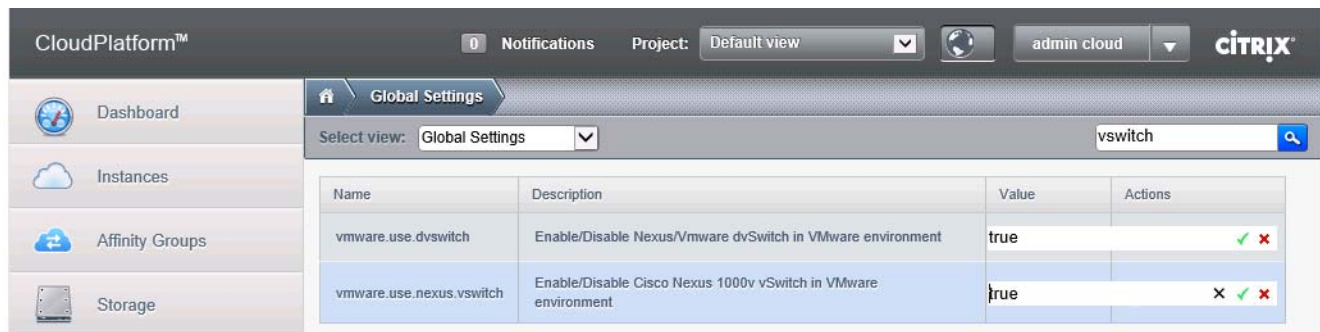 CloudPlatform™
0 Notifications Project: Default view admin cloud CİTRIX®
Dashboard
Instances
Affinity Groups
Storage
Global Settings
Select view: Global Settings vswitch
Name Description Value Actions
vmware.use.dvswitch Enable/Disable Nexus/Vmware dvSwitch in VMware environment true
vmware.use.nexus.vswitch Enable/Disable Cisco Nexus 1000v vSwitch in VMware
environment true